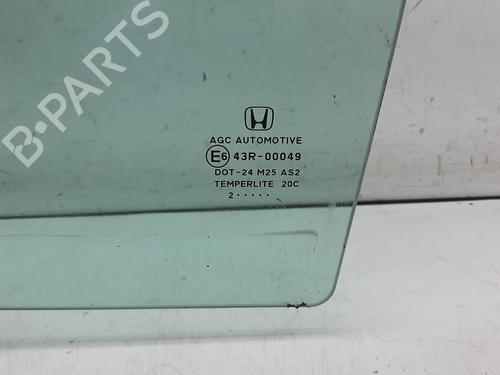 B-PARTS
AGC AUTOMOTIVE
E6 43R-00049
DOT-24 M25 AS2
TEMPERLITE 20C
2·····